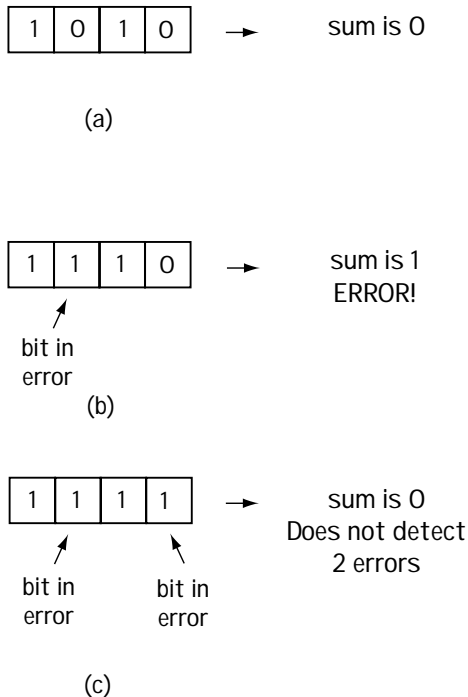 1 0 1 0 sum is 0
(a)
1 1 1 0 sum is 1
ERROR!
bit in
error
(b)
1 1 1 1 sum is 0
Does not detect
2 errors
bit in
error
bit in
error
(c)